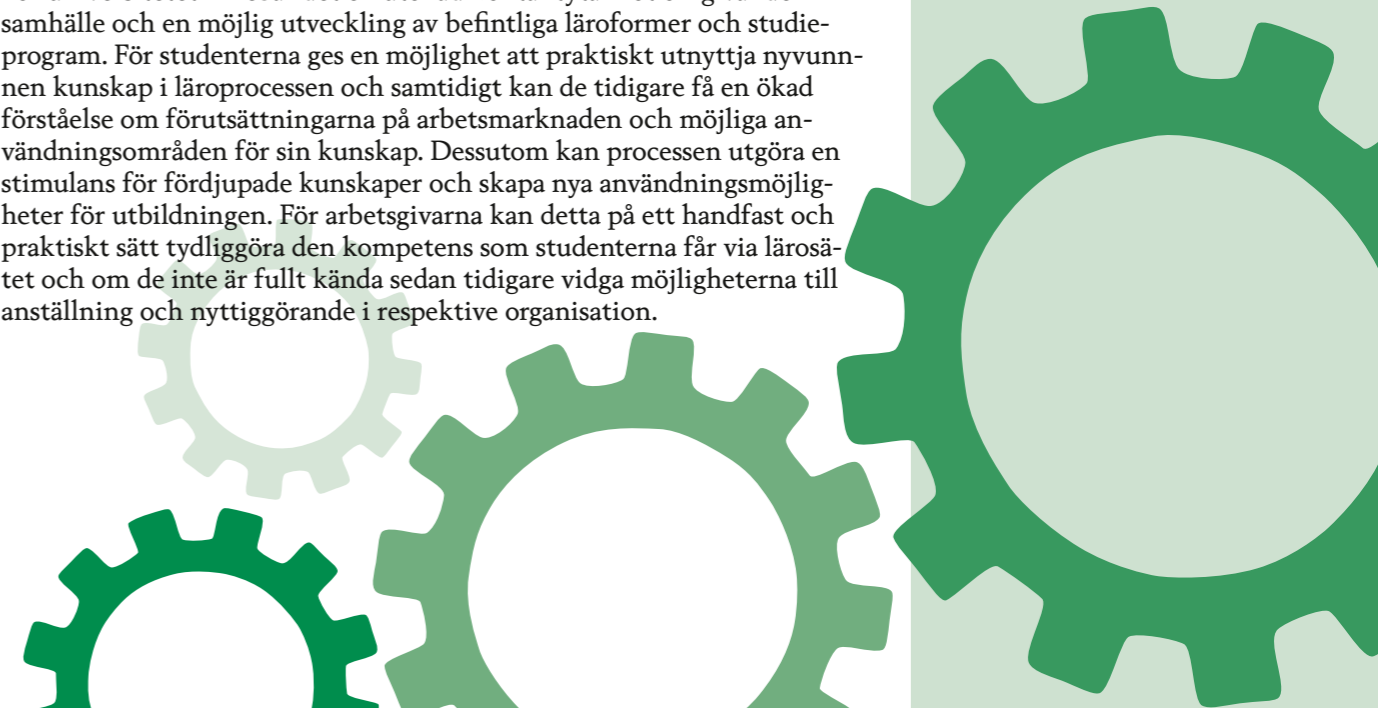 samhälle och en möjlig utveckling av befintliga läroformer och studie-
program. För studenterna ges en möjlighet att praktiskt utnyttja nyvunn-
nen kunskap i läroprocessen och samtidigt kan de tidigare få en ökad
förståelse om förutsättningarna på arbetsmarknaden och möjliga an-
vändningsområden för sin kunskap. Dessutom kan processen utgöra en
stimulans för fördjupade kunskaper och skapa nya användningsmöjlig-
heter för utbildningen. För arbetsgivarna kan detta på ett handfast och
praktiskt sätt tydliggöra den kompetens som studenterna får via lärosä-
tet och om de inte är fullt kända sedan tidigare vidga möjligheterna till
anställning och nyttiggörande i respektive organisation.